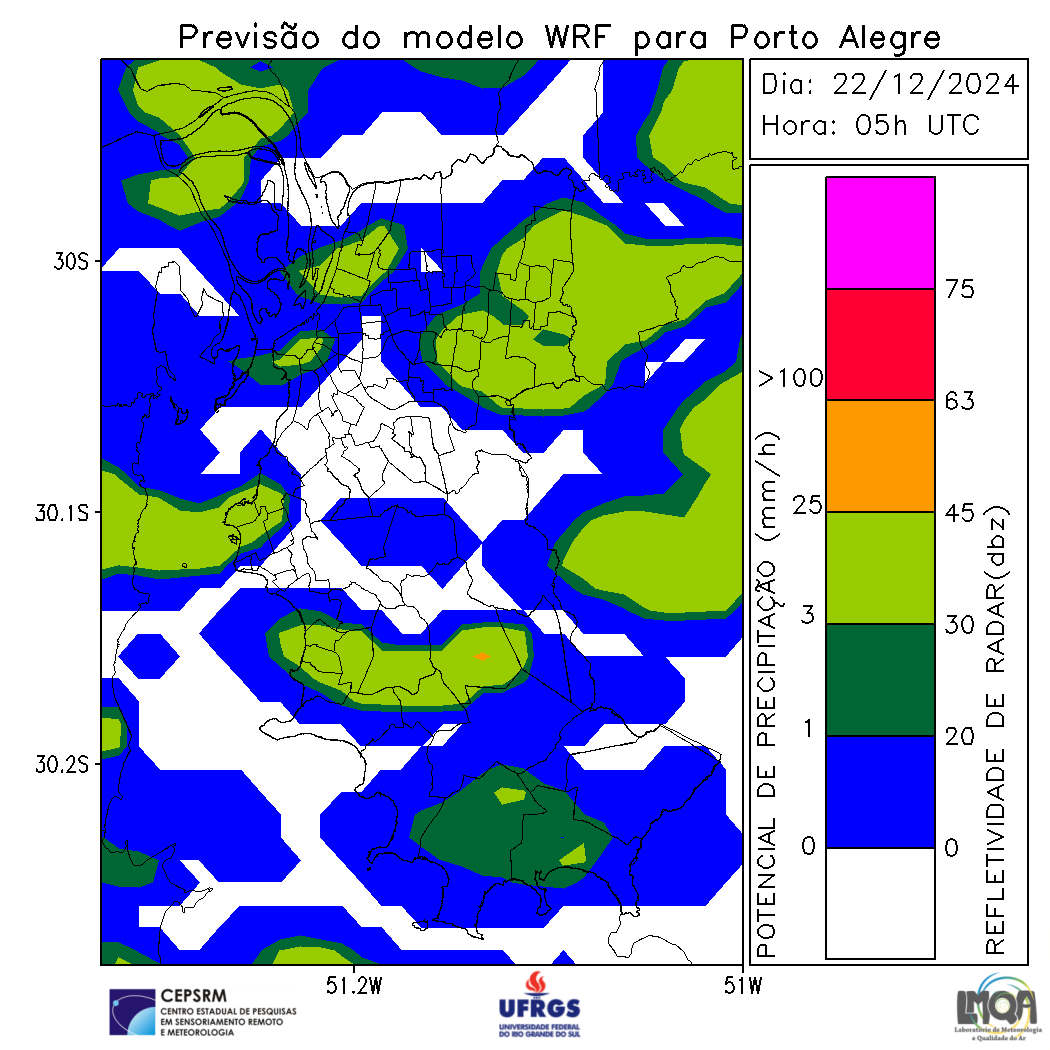 Previsão do modelo WRF para Porto Alegre
Dia: 22/12/2024
Hora: 05h UTC
30S
30.1S
30.2S
51.2W
51W
POTENCIAL DE PRECIPITAÇÃO (mm/h)
>100
25
3
1
0
75
63
45
30
20
0
REFLETIVIDADE DE RADAR(dbz)
CEPSRM
CENTRO ESTADUAL DE PESQUISAS
EM SENSORIAMENTO REMOTO
E METEOROLOGIA
UFRGS
UNIVERSIDADE FEDERAL
DO RIO GRANDE DO SUL
LMQA
Laboratório de Meteorologia
e Qualidade do Ar